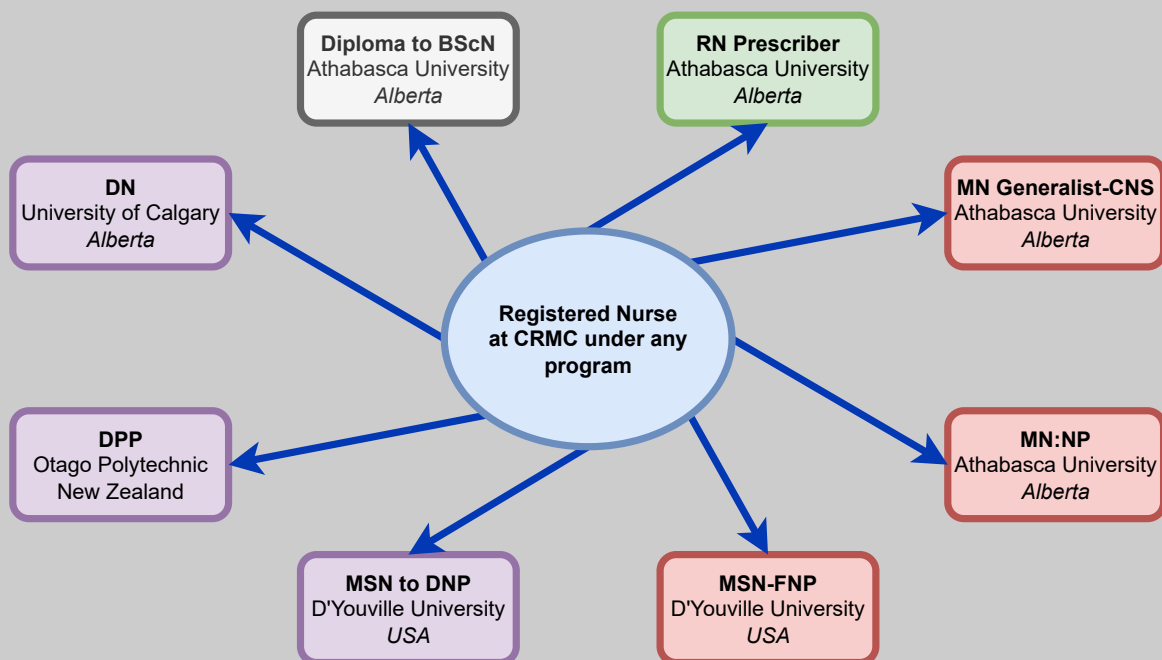 Diploma to BScN
Athabasca University
Alberta
RN Prescriber
Athabasca University
Alberta
DN
University of Calgary
Alberta
MN Generalist-CNS
Athabasca University
Alberta
Registered Nurse
at CRMC under any
program
DPP
Otago Polytechnic
New Zealand
MN:NP
Athabasca University
Alberta
MSN to DNP
D'Youville University
USA
MSN-FNP
D'Youville University
USA